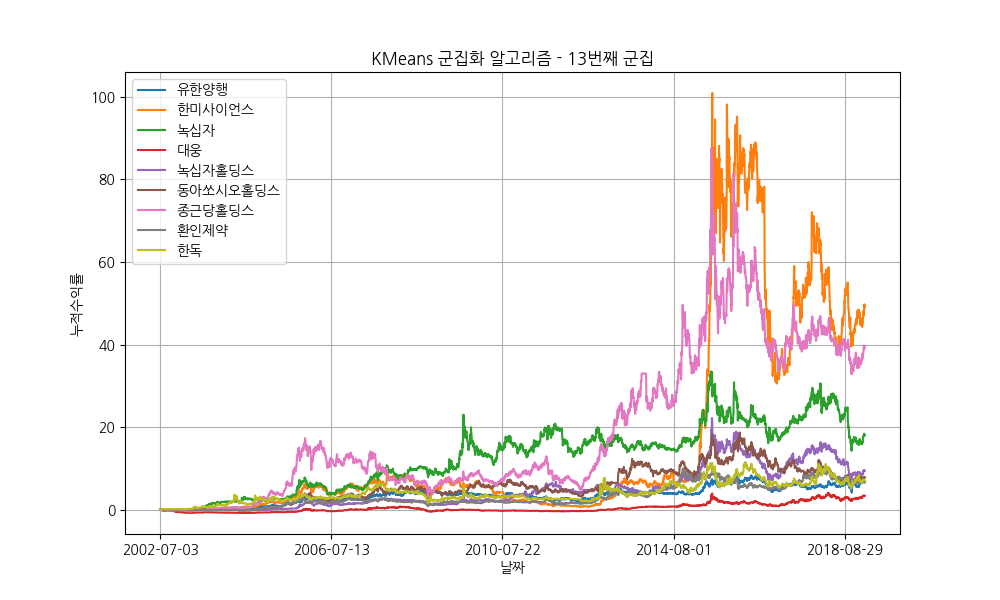 KMeans 군집화 알고리즘 - 13번째 군집
유한양행
한미사이언스
녹십자
대웅
녹십자홀딩스
동아쏘시오홀딩스
종근당홀딩스
환인제약
한독
누적수익률
100
80
60
40
20
0
2002-07-03 2006-07-13 2010-07-22 2014-08-01 2018-08-29
날짜